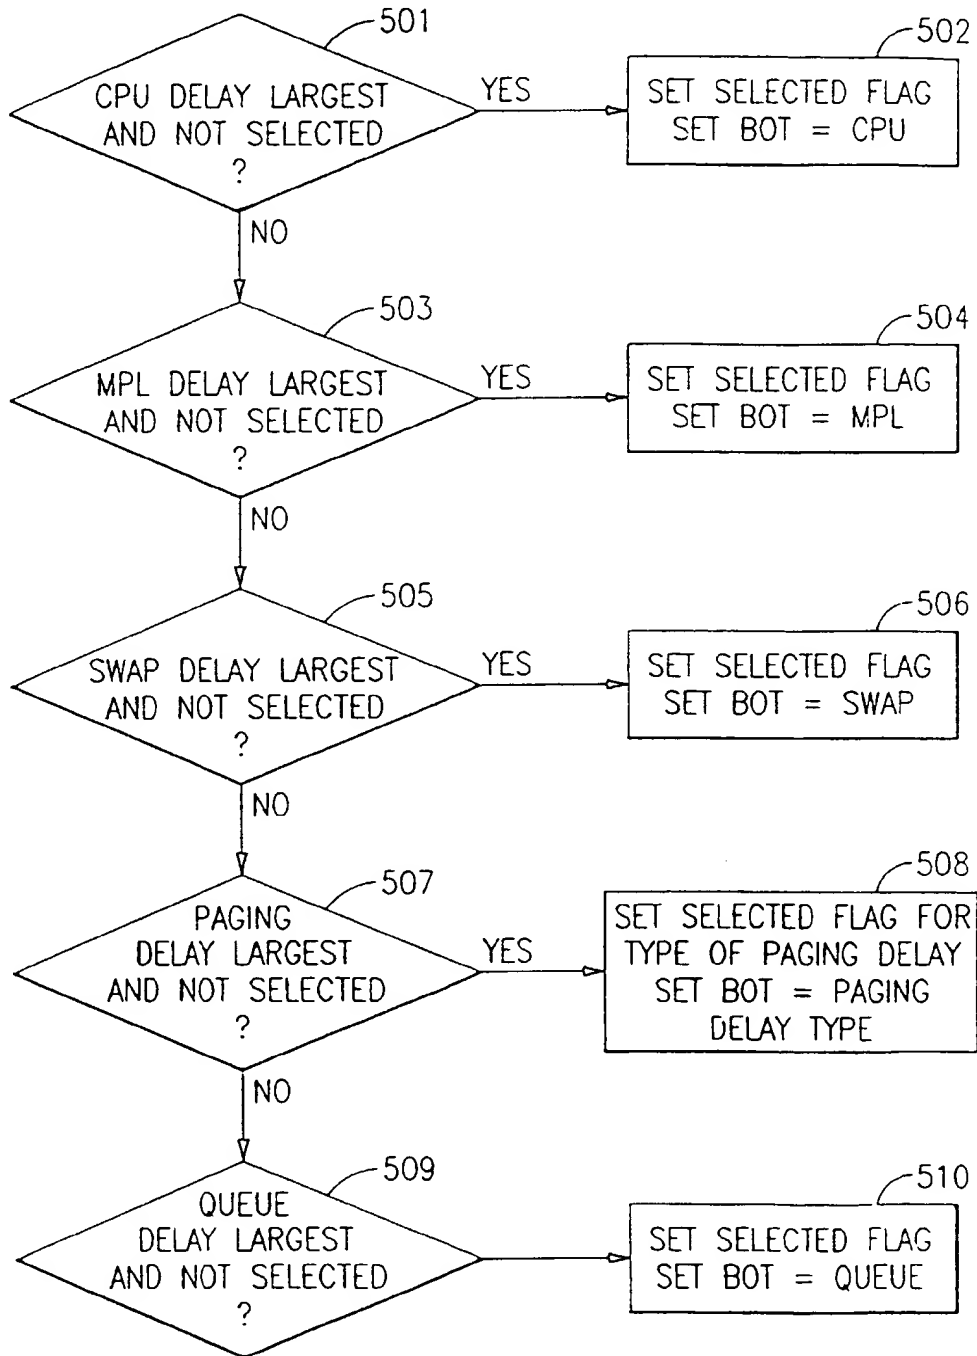 501
CPU DELAY LARGEST
AND NOT SELECTED
?
YES
502
SET SELECTED FLAG
SET BOT = CPU
NO
503
MPL DELAY LARGEST
AND NOT SELECTED
?
YES
504
SET SELECTED FLAG
SET BOT = MPL
NO
505
SWAP DELAY LARGEST
AND NOT SELECTED
?
YES
506
SET SELECTED FLAG
SET BOT = SWAP
NO
507
PAGING
DELAY LARGEST
AND NOT SELECTED
?
YES
508
SET SELECTED FLAG FOR
TYPE OF PAGING DELAY
SET BOT = PAGING
DELAY TYPE
NO
509
QUEUE
DELAY LARGEST
AND NOT SELECTED
?
510
SET SELECTED FLAG
SET BOT = QUEUE